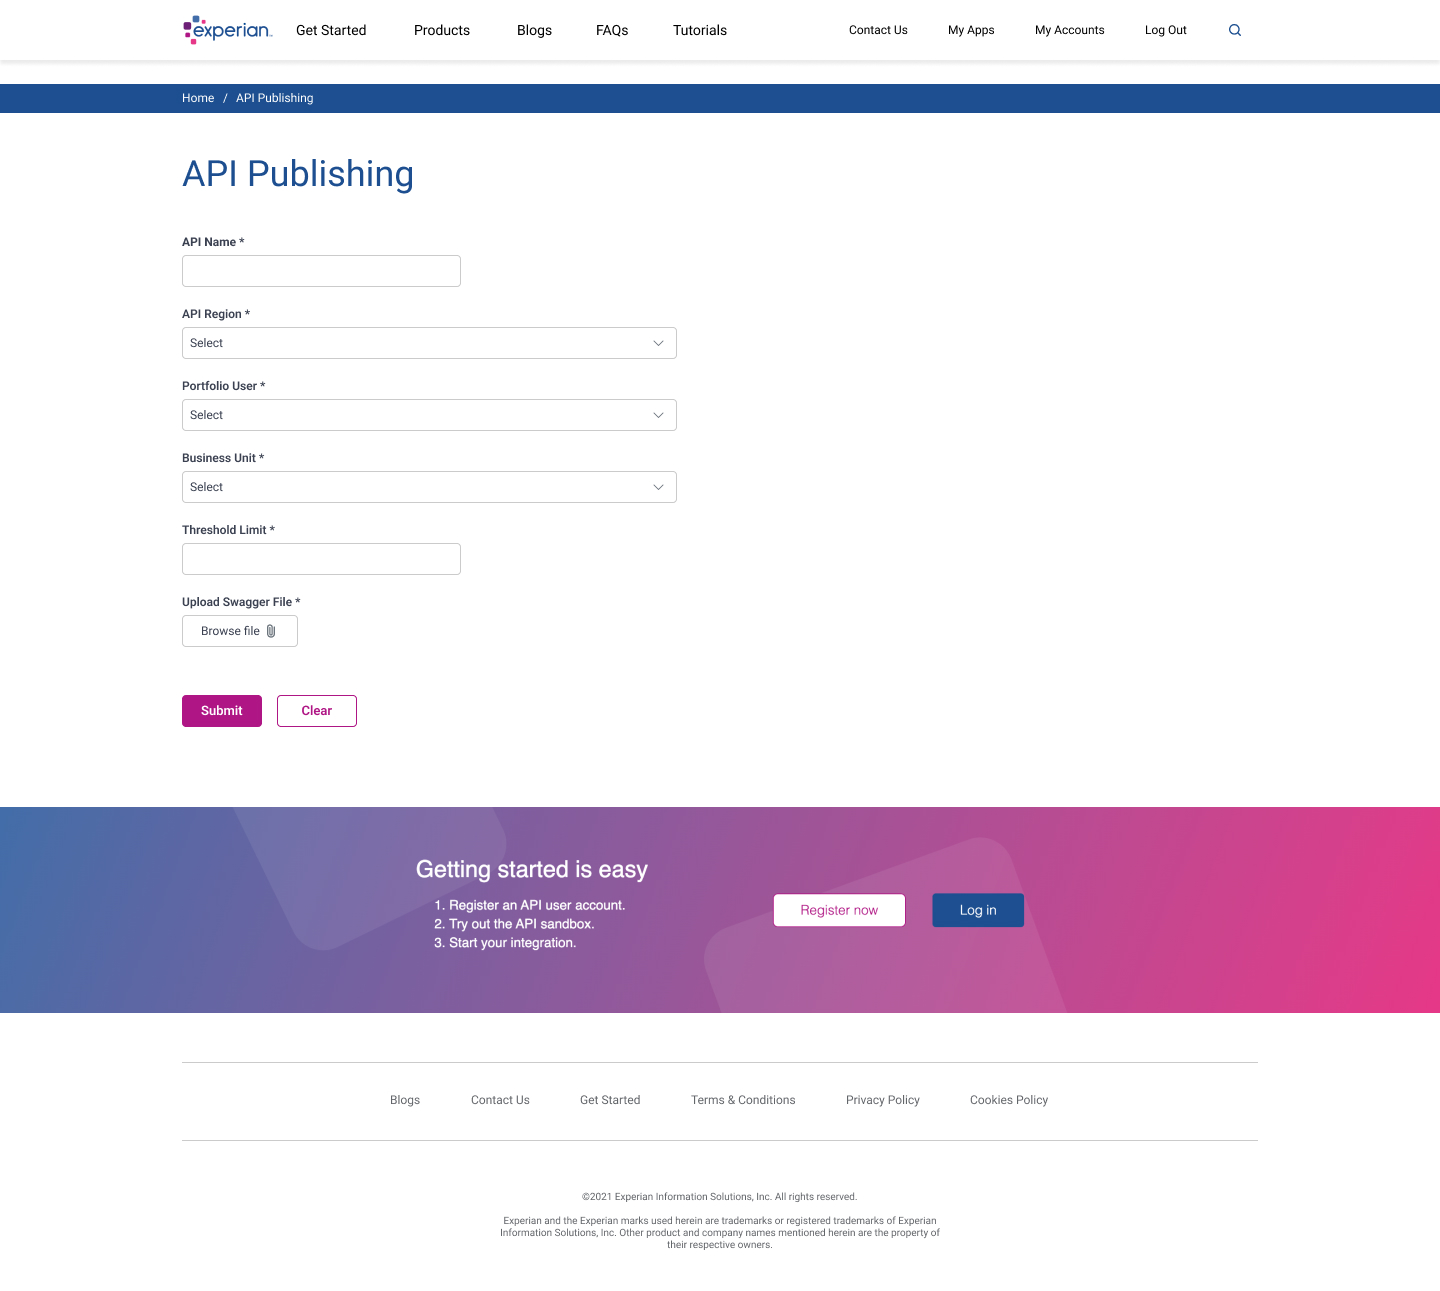 experian™ Get Started Products Blogs FAQs Tutorials Contact Us My Apps My Accounts Log Out
Home / API Publishing
API Publishing
API Name *
API Region *
Select
Portfolio User *
Select
Business Unit *
Select
Threshold Limit *
Upload Swagger File *
Browse file
Submit Clear
Getting started is easy
1. Register an API user account.
2. Try out the API sandbox.
3. Start your integration.
Register now Log in
Blogs Contact Us Get Started Terms & Conditions Privacy Policy Cookies Policy
©2021 Experian Information Solutions, Inc. All rights reserved.
Experian and the Experian marks used herein are trademarks or registered trademarks of Experian
Information Solutions, Inc. Other product and company names mentioned herein are the property of
their respective owners.